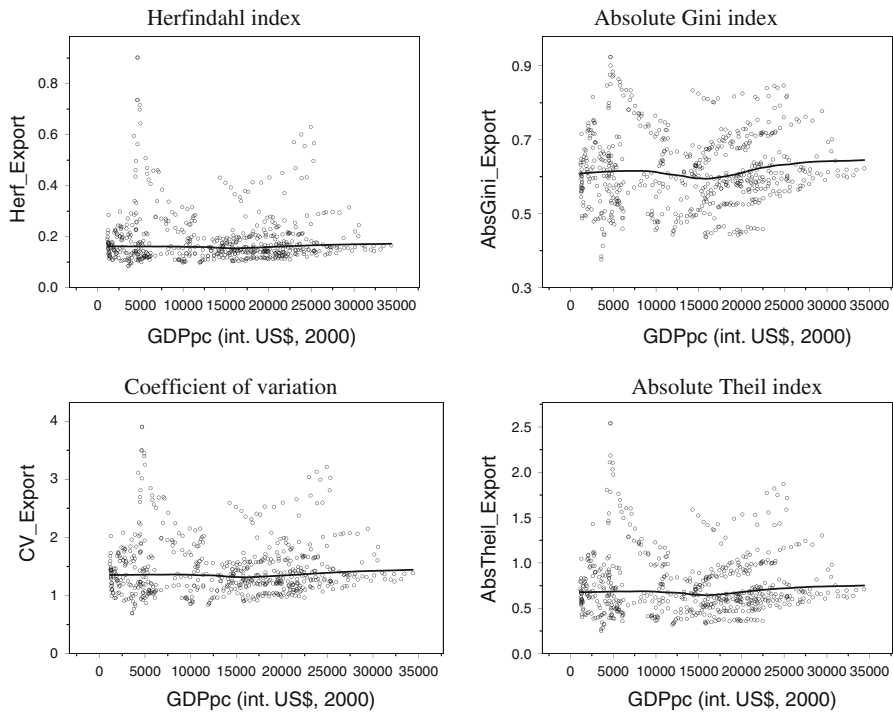 Herfindahl index
Herf_Export
0.8
0.6
0.4
0.2
0.0
0 5000 10000 15000 20000 25000 30000 35000
GDPpc (int. US$, 2000)
Absolute Gini index
AbsGini_Export
0.9
0.7
0.5
0.3
0 5000 10000 15000 20000 25000 30000 35000
GDPpc (int. US$, 2000)
Coefficient of variation
CV_Export
4
3
2
1
0
0 5000 10000 15000 20000 25000 30000 35000
GDPpc (int. US$, 2000)
Absolute Theil index
AbsTheil_Export
2.5
2.0
1.5
1.0
0.5
0.0
0 5000 10000 15000 20000 25000 30000 35000
GDPpc (int. US$, 2000)